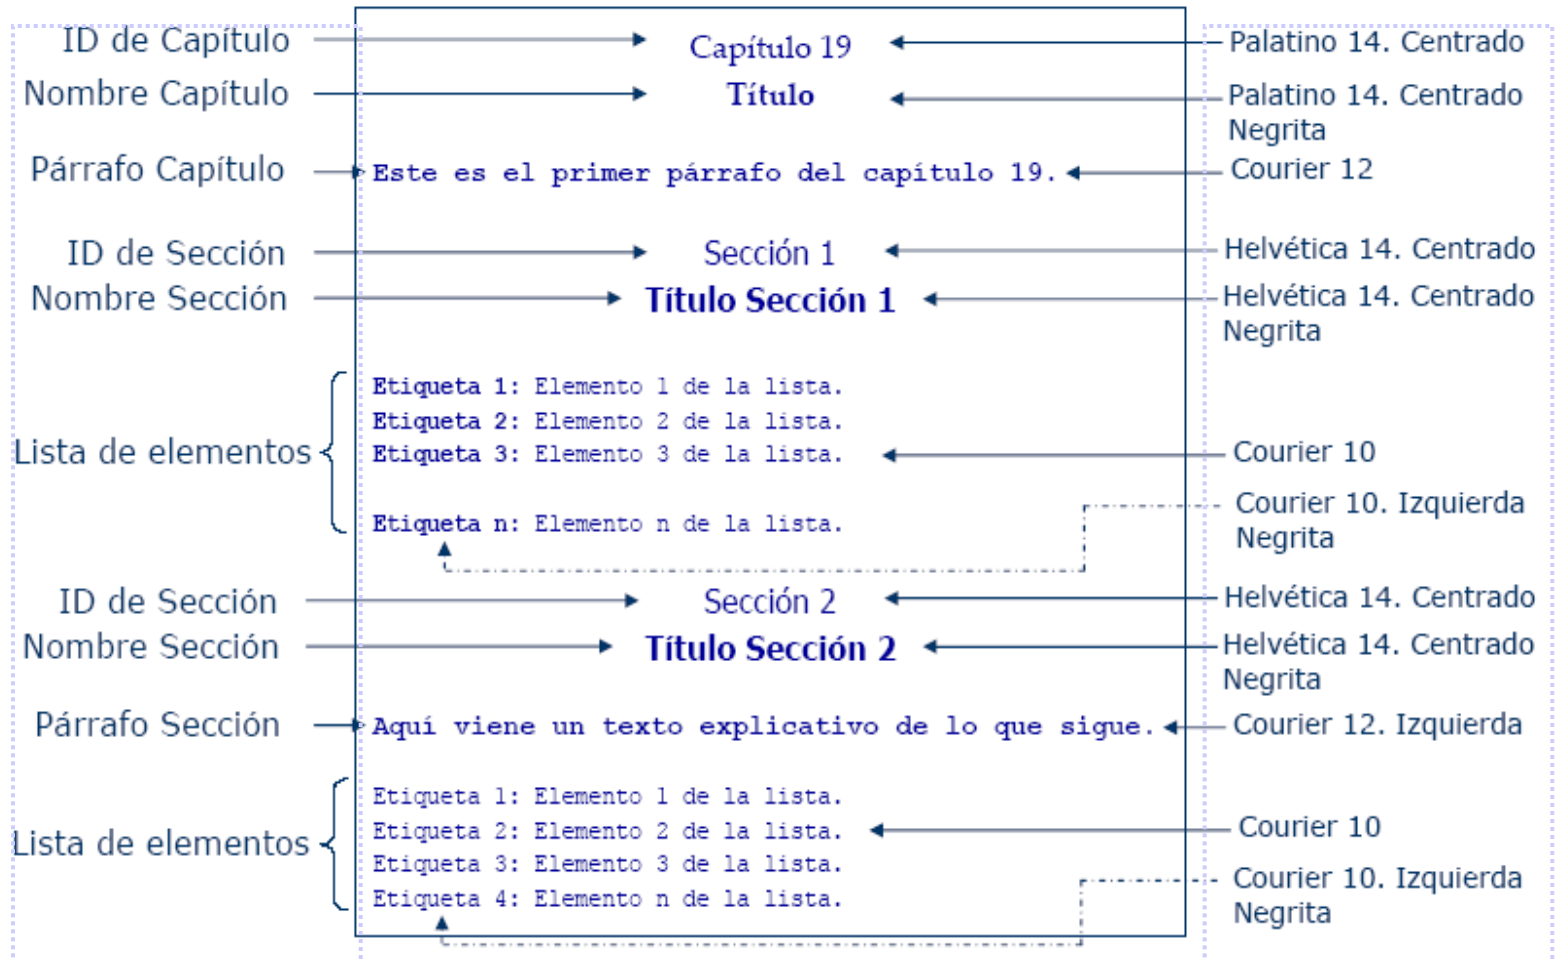 ID de Capítulo Capítulo 19 Palatino 14. Centrado
Nombre Capítulo Título Palatino 14. Centrado
Negrita
Párrafo Capítulo Este es el primer párrafo del capítulo 19. Courier 12
ID de Sección Sección 1 Helvética 14. Centrado
Nombre Sección Título Sección 1 Helvética 14. Centrado
Negrita
Etiqueta 1: Elemento 1 de la lista.
Etiqueta 2: Elemento 2 de la lista.
Lista de elementos Etiqueta 3: Elemento 3 de la lista. Courier 10
Courier 10. Izquierda
Etiqueta n: Elemento n de la lista. Negrita
ID de Sección Sección 2 Helvética 14. Centrado
Nombre Sección Título Sección 2 Helvética 14. Centrado
Negrita
Párrafo Sección Aquí viene un texto explicativo de lo que sigue. Courier 12. Izquierda
Etiqueta 1: Elemento 1 de la lista.
Etiqueta 2: Elemento 2 de la lista. Courier 10
Lista de elementos
Etiqueta 3: Elemento 3 de la lista.
Courier 10. Izquierda
Etiqueta 4: Elemento n de la lista. Negrita